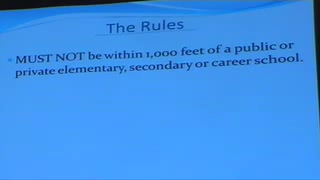 The Rules
MUST NOT be within 1,000 feet of a public or
private elementary, secondary or career school.